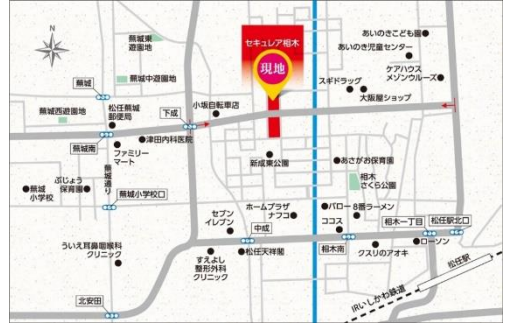 セキュレア相木
現地
蕪城東
遊園地
蕪城
蕪城中遊園地
蕪城西遊園地
松任蕪城
郵便局
下成
小坂自転車店
スギドラッグ
大阪屋ショップ
あいのきこども園
あいのき児童センター
ケアハウス
メゾンウルーズ
蕪城南
ファミリー
マート
津田内科医院
新成東公園
あさがお保育園
相木
さくら公園
ぶじょう
保育園
蕪城
小学校
蕪城通り
蕪城小学校口
ホームプラザ
ナフコ
バロー
8番ラーメン
相木一丁目
松任駅北口
セブン
イレブン
中成
ココス
相木南
クスリのアオキ
ローソン
ういえ耳鼻咽喉科
クリニック
すえよし
整形外科
クリニック
松任天祥閣
北安田
IRいしかわ鉄道
松任駅